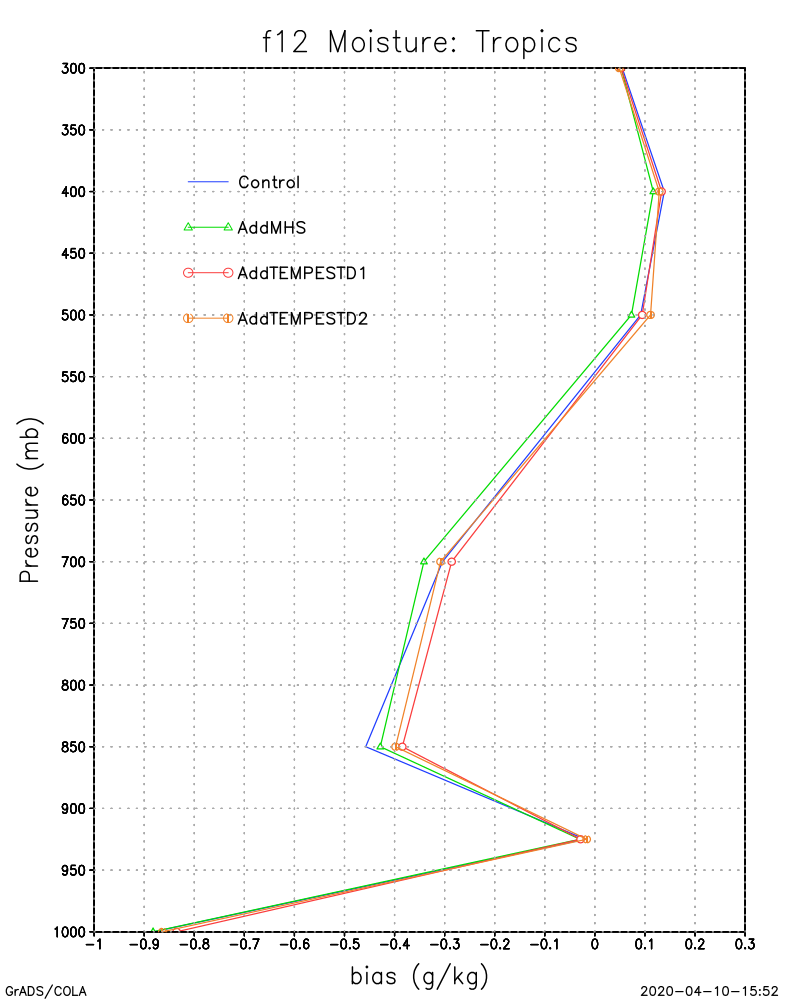 f12 Moisture: Tropics
300
350
400
450
500
550
600
650
700
750
800
850
900
950
1000
Control
AddMHS
AddTEMPESTD1
AddTEMPESTD2
Pressure (mb)
-1 -0.9 -0.8 -0.7 -0.6 -0.5 -0.4 -0.3 -0.2 -0.1 0 0.1 0.2 0.3
bias (g/kg)
GrADS/COLA
2020-04-10-15:52